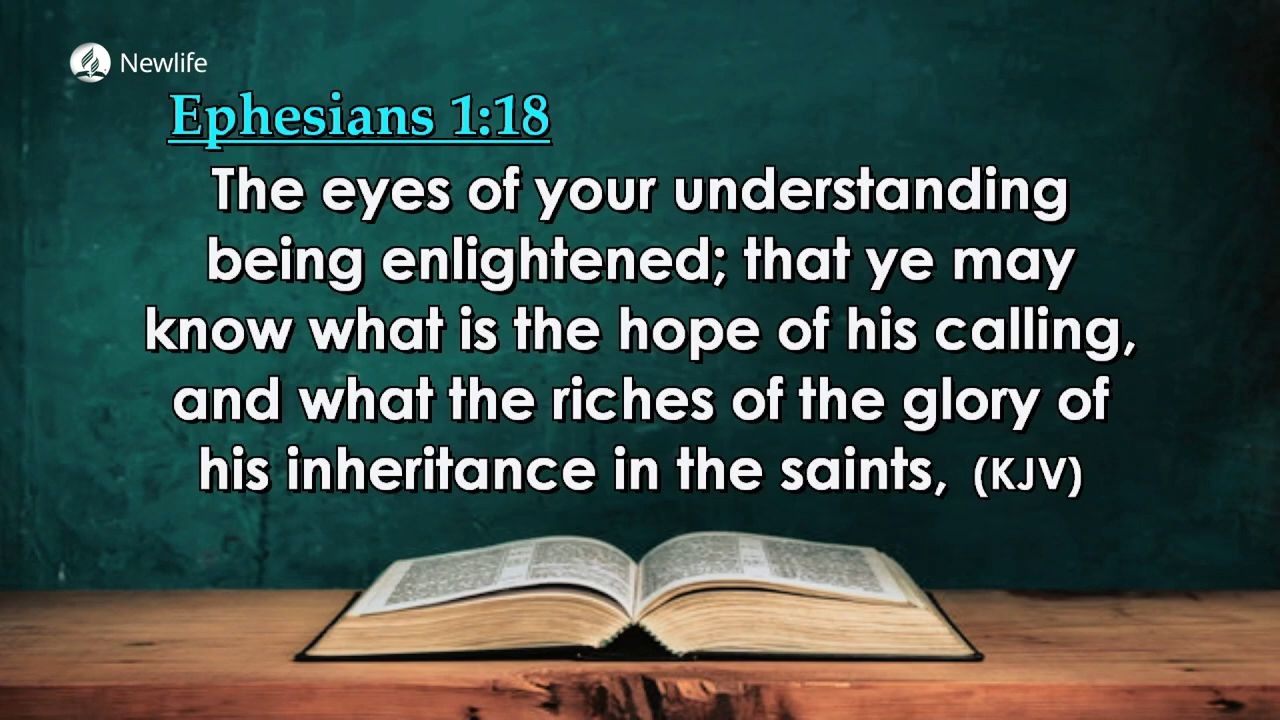 Newlife
Ephesians 1:18
The eyes of your understanding
being enlightened; that ye may
know what is the hope of his calling,
and what the riches of the glory of
his inheritance in the saints, (KJV)